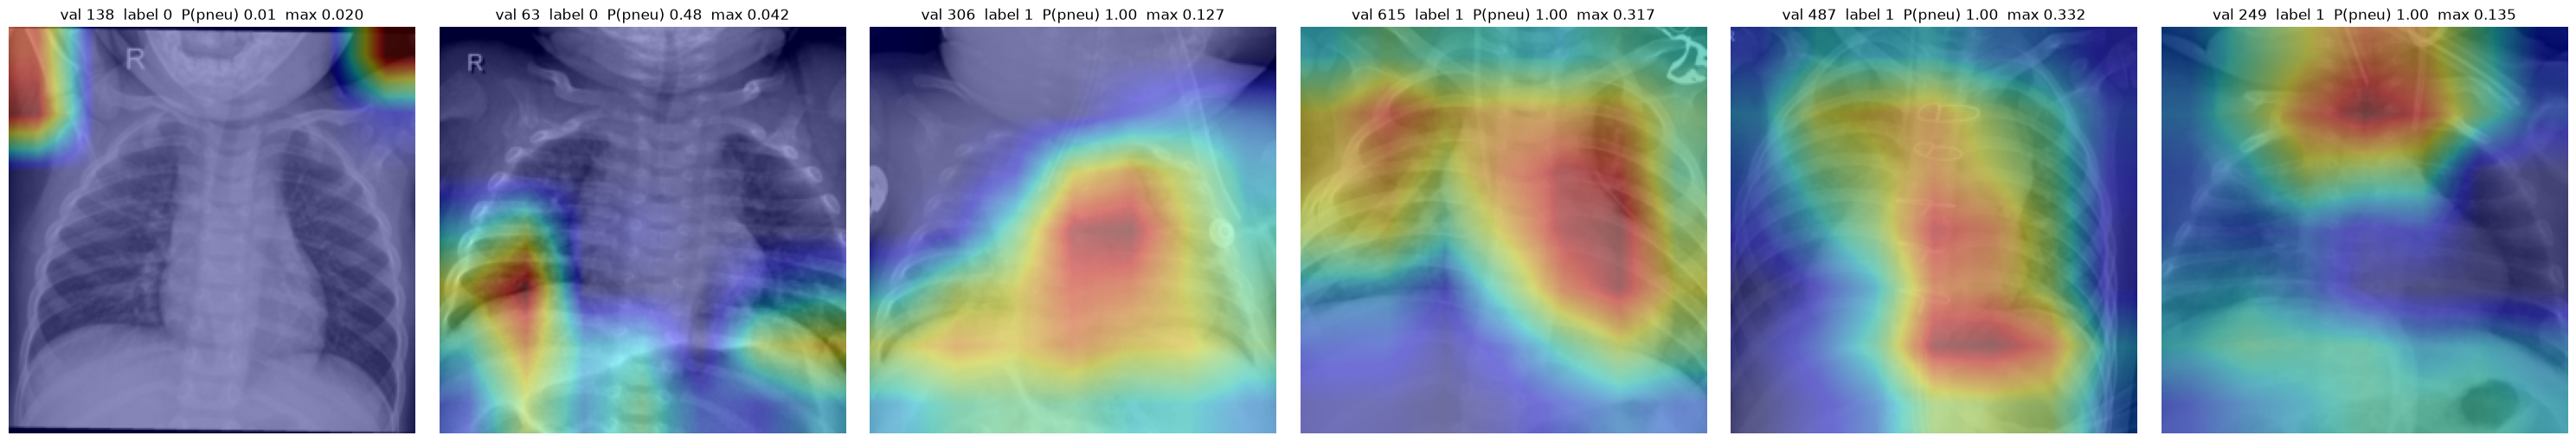 val 138 label 0 P(pneu) 0.01 max 0.020
val 63 label 0 P(pneu) 0.48 max 0.042
val 306 label 1 P(pneu) 1.00 max 0.127
val 615 label 1 P(pneu) 1.00 max 0.317
val 487 label 1 P(pneu) 1.00 max 0.332
val 249 label 1 P(pneu) 1.00 max 0.135
R
R